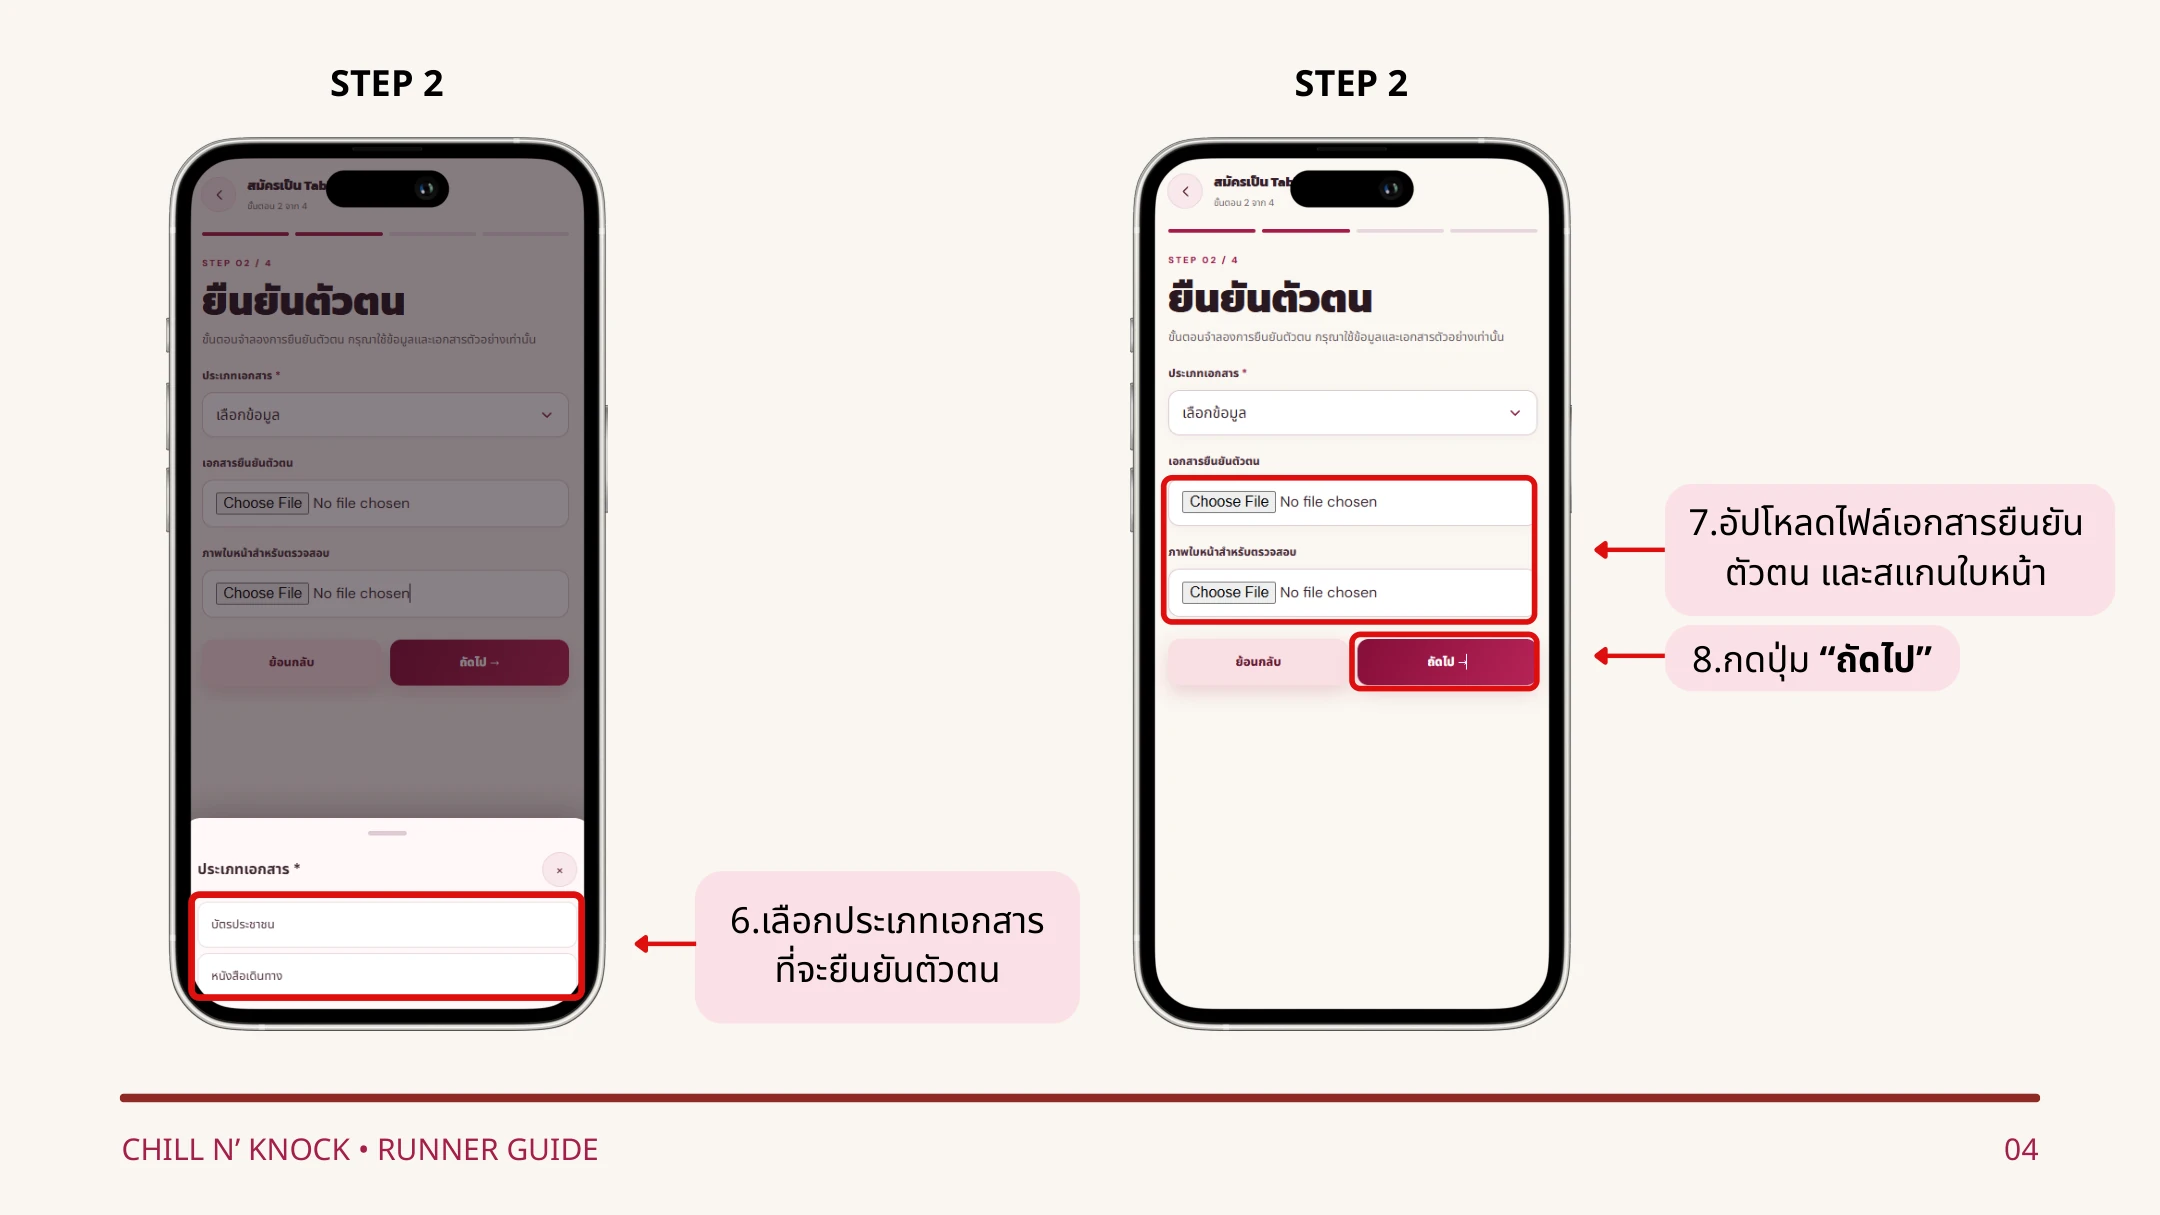 STEP 2
สมัครเป็น Tab
ขั้นตอน 2 จาก 4
STEP 02 / 4
ยืนยันตัวตน
ขั้นตอนจำลองการยืนยันตัวตน กรุณาใช้ข้อมูลและเอกสารตัวอย่างเท่านั้น
ประเภทเอกสาร *
เลือกข้อมูล
เอกสารยืนยันตัวตน
Choose File No file chosen
ภาพใบหน้าสำหรับตรวจสอบ
Choose File No file chosen
ย้อนกลับ
ถัดไป →
ประเภทเอกสาร *
×
บัตรประชาชน
หนังสือเดินทาง
6.เลือกประเภทเอกสาร
ที่จะยืนยันตัวตน
STEP 2
สมัครเป็น Tab
ขั้นตอน 2 จาก 4
STEP 02 / 4
ยืนยันตัวตน
ขั้นตอนจำลองการยืนยันตัวตน กรุณาใช้ข้อมูลและเอกสารตัวอย่างเท่านั้น
ประเภทเอกสาร *
เลือกข้อมูล
เอกสารยืนยันตัวตน
Choose File No file chosen
ภาพใบหน้าสำหรับตรวจสอบ
Choose File No file chosen
ย้อนกลับ
ถัดไป →
7.อัปโหลดไฟล์เอกสารยืนยัน
ตัวตน และสแกนใบหน้า
8.กดปุ่ม “ถัดไป”
CHILL N’ KNOCK • RUNNER GUIDE
04